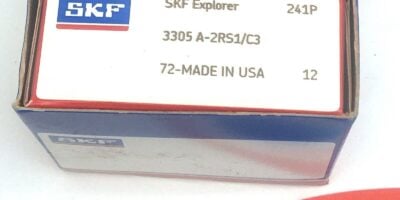 SKF
SKF Explorer 241P
3305 A-2RS1/C3
72-MADE IN USA 12
SKF